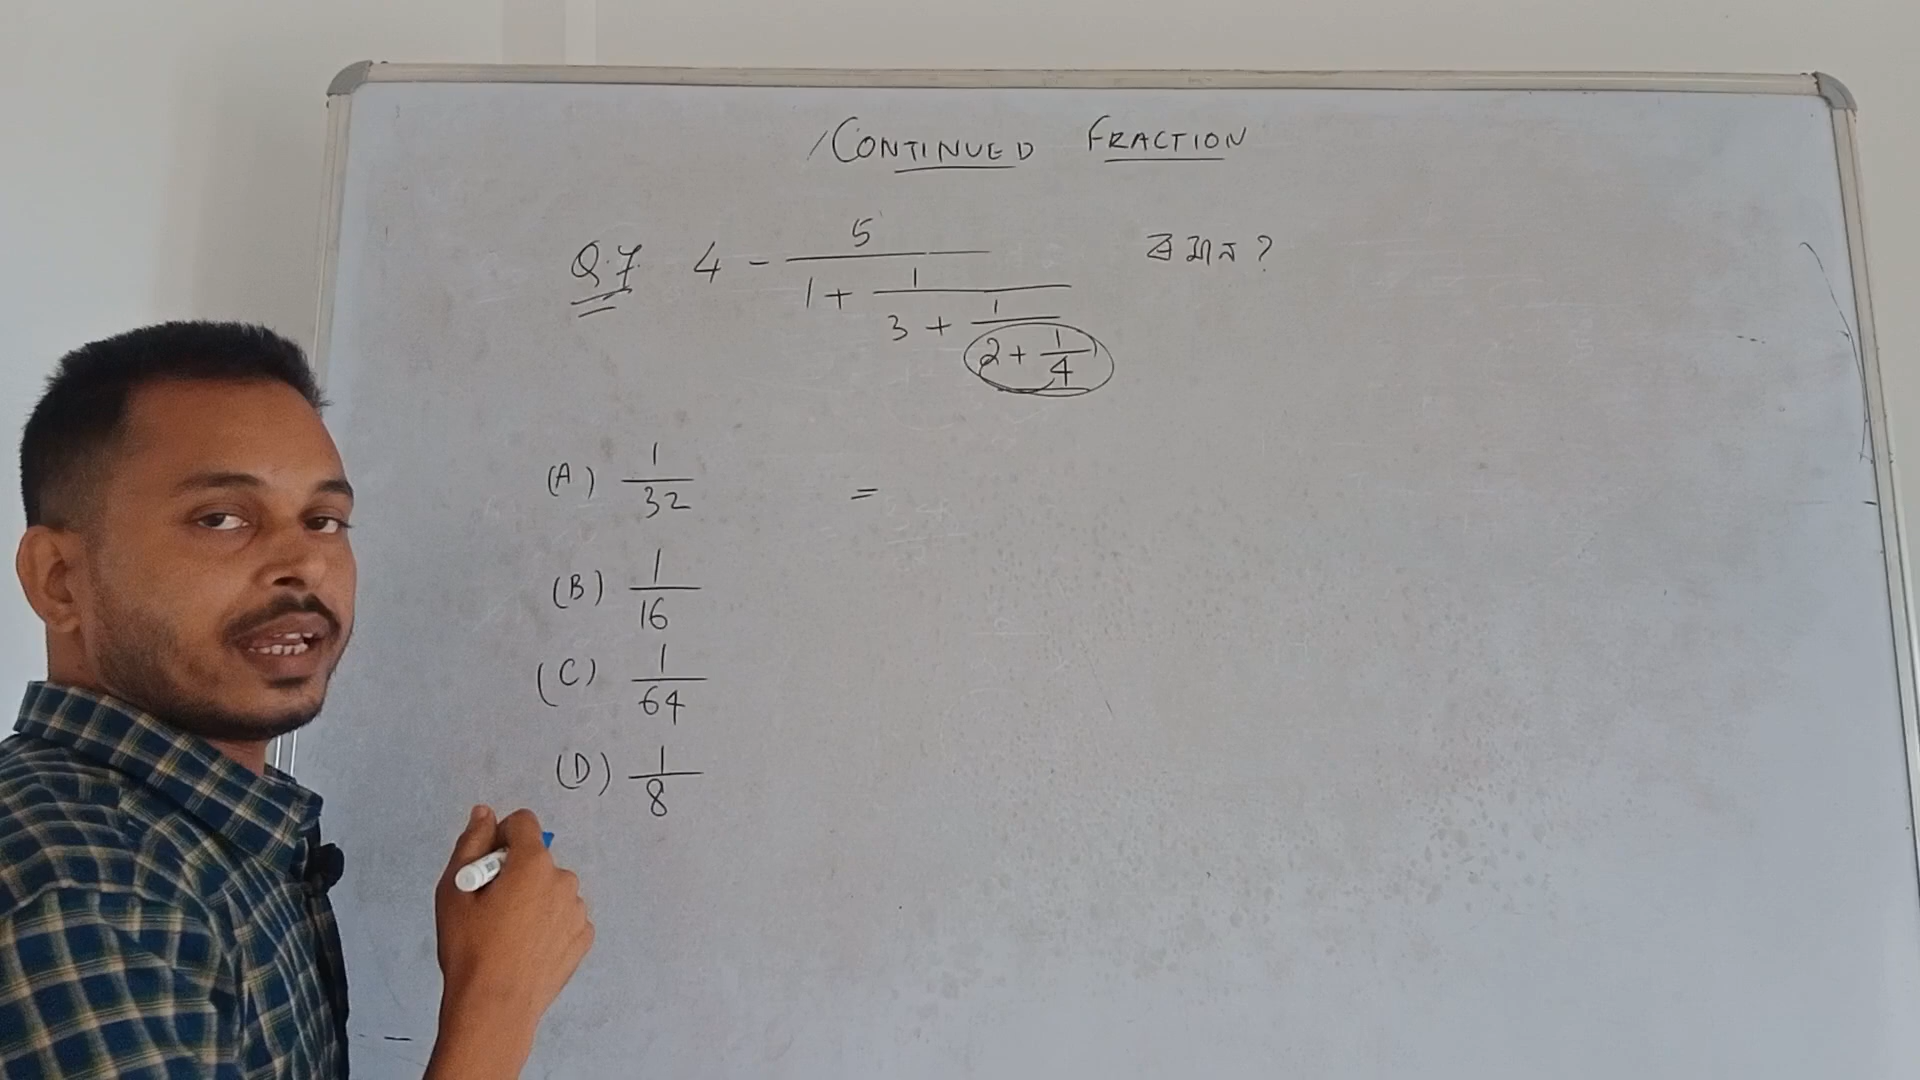 CONTINUED FRACTION
Q.7. 4 - 5/(1 + 1/(3 + 1/(2 + 1/4))) র মান ?
(A) 1/32 =
(B) 1/16
(C) 1/64
(D) 1/8